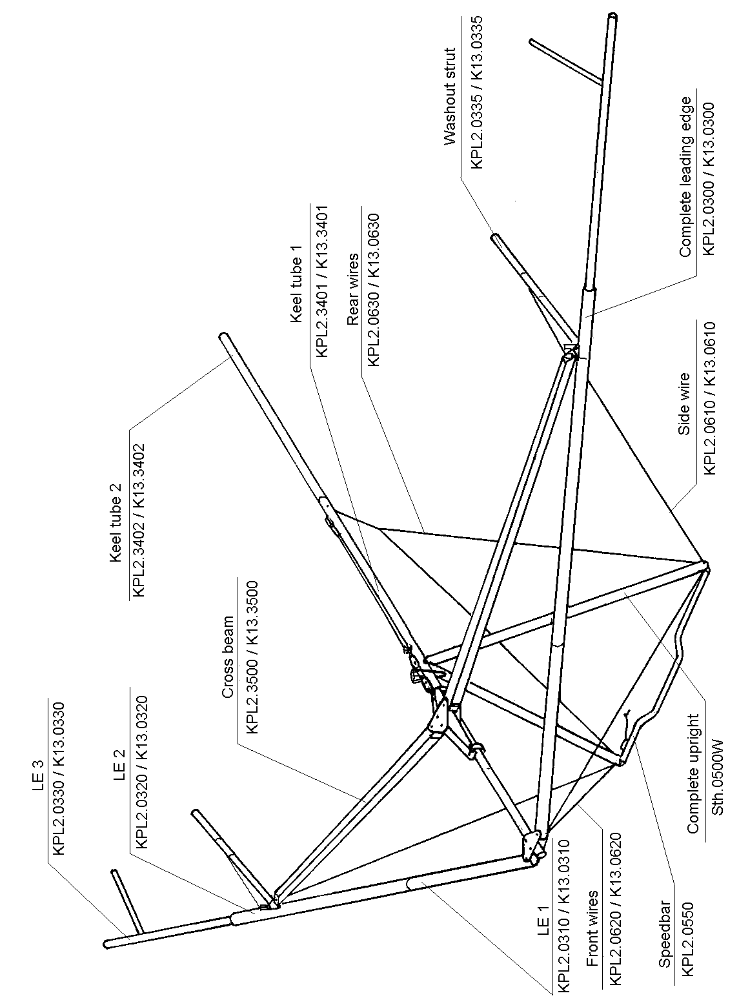 LE 3
KPL2.0330 / K13.0330
LE 2
KPL2.0320 / K13.0320
Keel tube 2
KPL2.3402 / K13.3402
Cross beam
KPL2.3500 / K13.3500
Keel tube 1
KPL2.3401 / K13.3401
Rear wires
KPL2.0630 / K13.0630
Washout strut
KPL2.0335 / K13.0335
LE 1
KPL2.0310 / K13.0310
Front wires
KPL2.0620 / K13.0620
Speedbar
KPL2.0550
Complete upright
Sth.0500W
Side wire
KPL2.0610 / K13.0610
Complete leading edge
KPL2.0300 / K13.0300